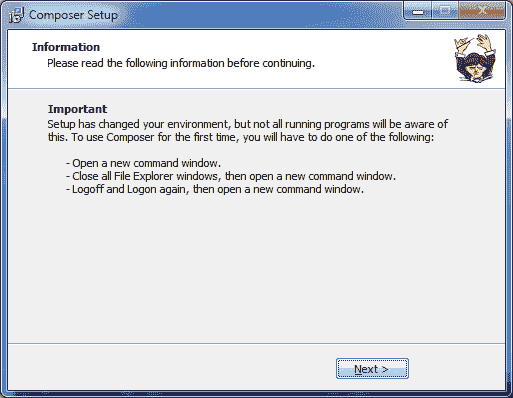 Composer Setup
Information
Please read the following information before continuing.
Important
Setup has changed your environment, but not all running programs will be aware of
this. To use Composer for the first time, you will have to do one of the following:
- Open a new command window.
- Close all File Explorer windows, then open a new command window.
- Logoff and Logon again, then open a new command window.
Next >